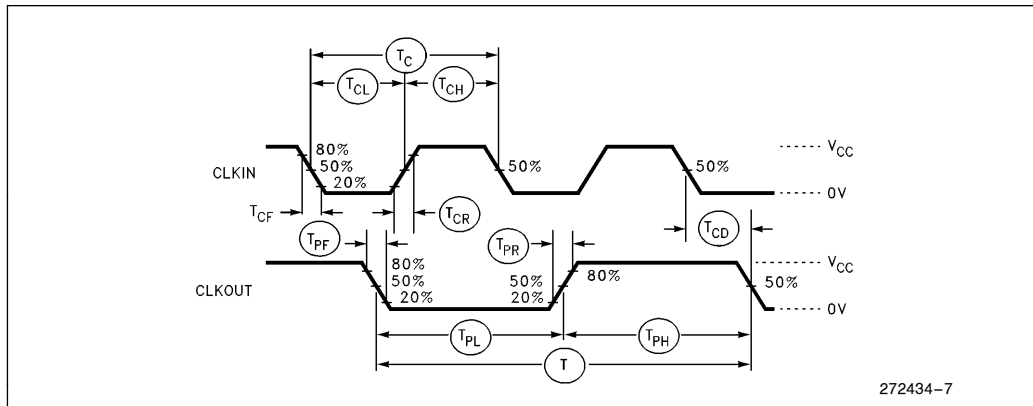 T_C
T_CL T_CH
80%
CLKIN 50% 50% 50% V_CC
20% 0V
T_CF T_CR T_CD
T_PF T_PR
80% 80% V_CC
CLKOUT 50% 50% 50%
20% 20% 0V
T_PL T_PH
T
272434–7